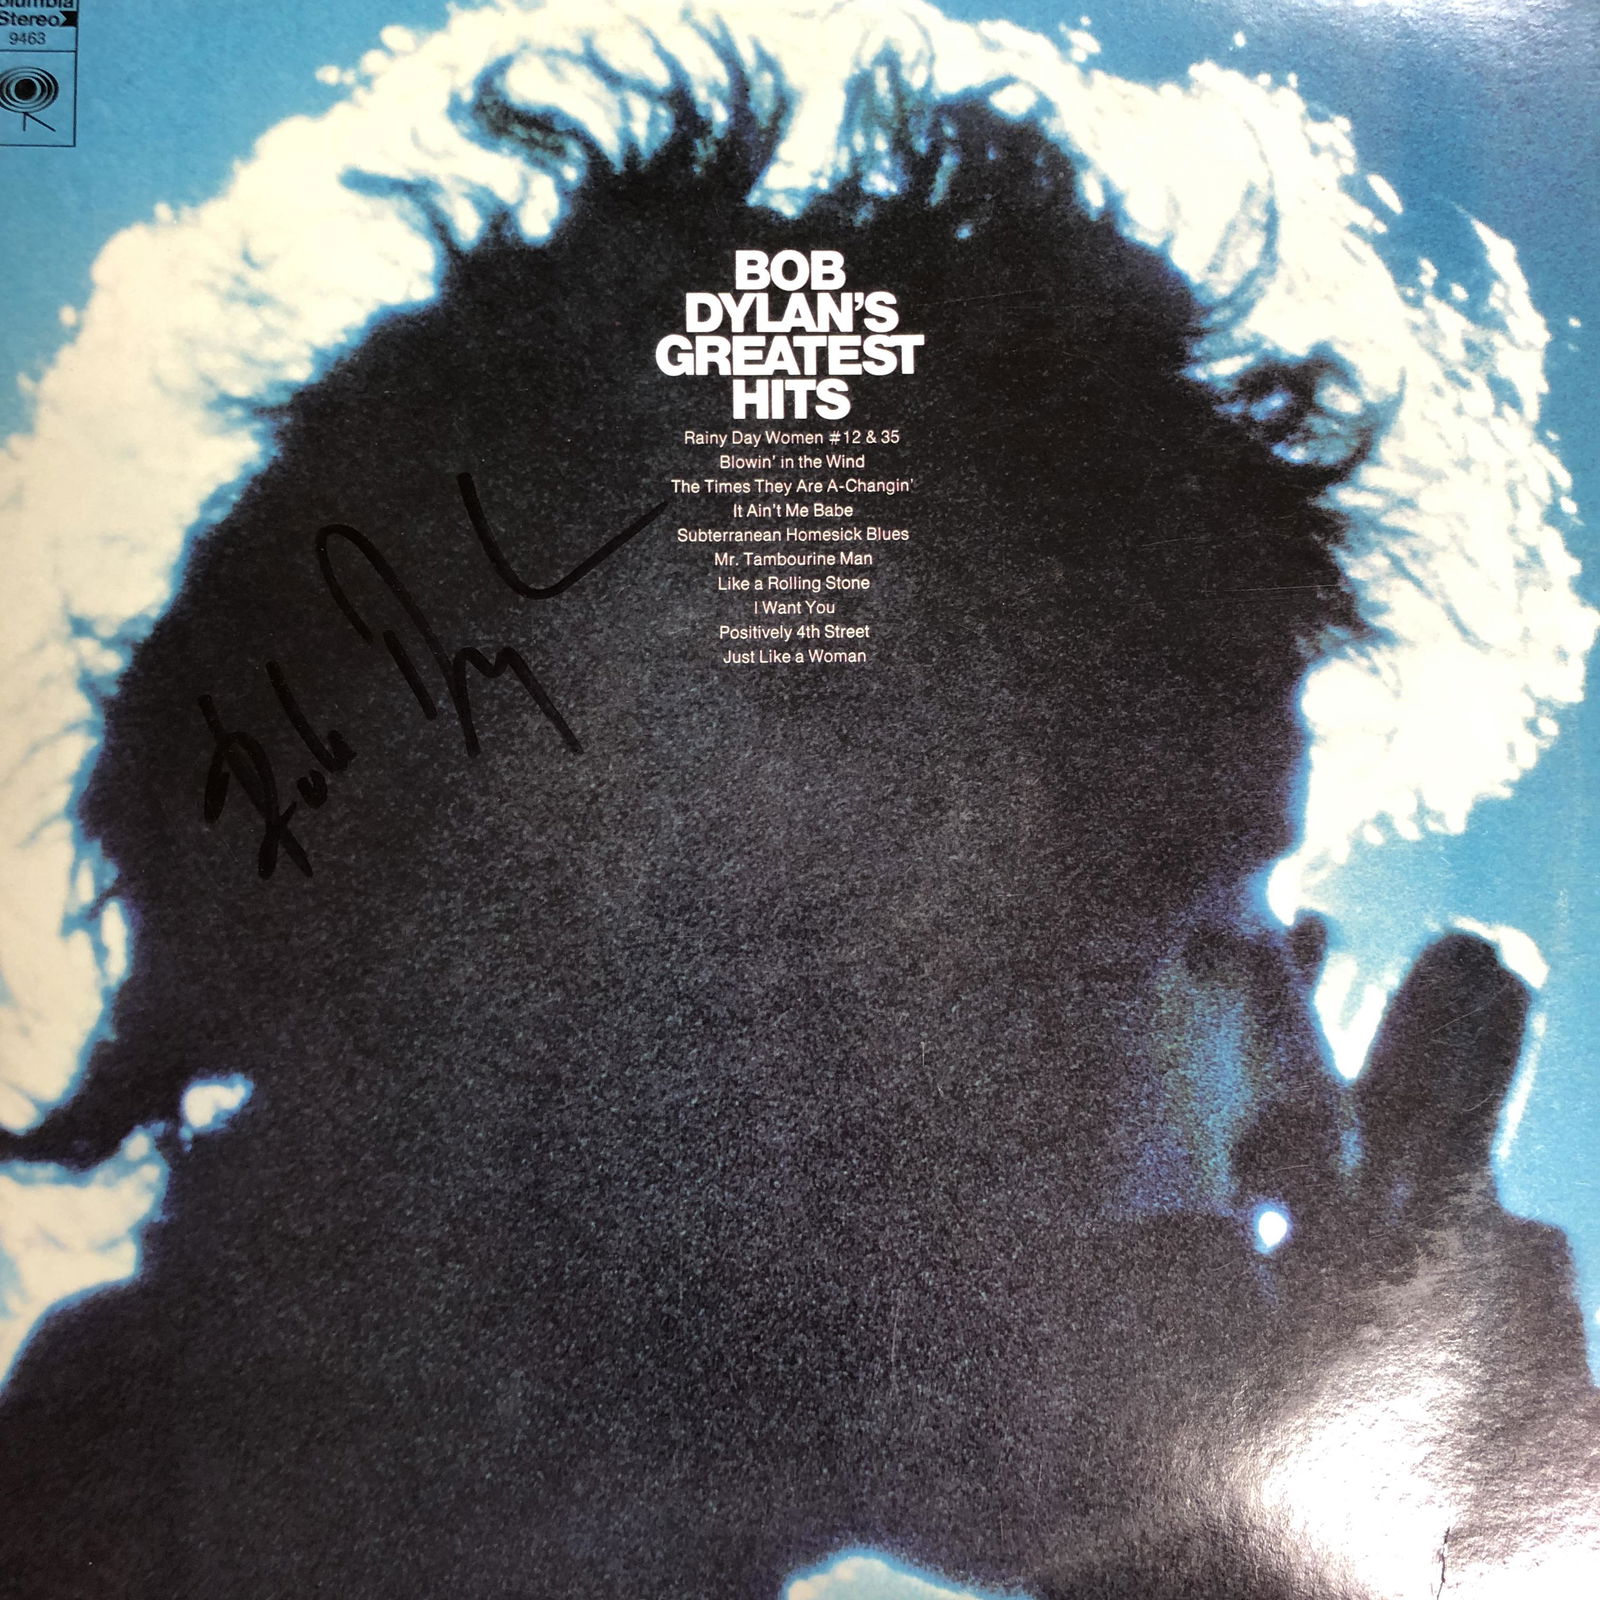 Columbia
Stereo
9463
BOB
DYLAN'S
GREATEST
HITS
Rainy Day Women #12 & 35
Blowin' in the Wind
The Times They Are A-Changin'
It Ain't Me Babe
Subterranean Homesick Blues
Mr. Tambourine Man
Like a Rolling Stone
I Want You
Positively 4th Street
Just Like a Woman
Bob Dylan